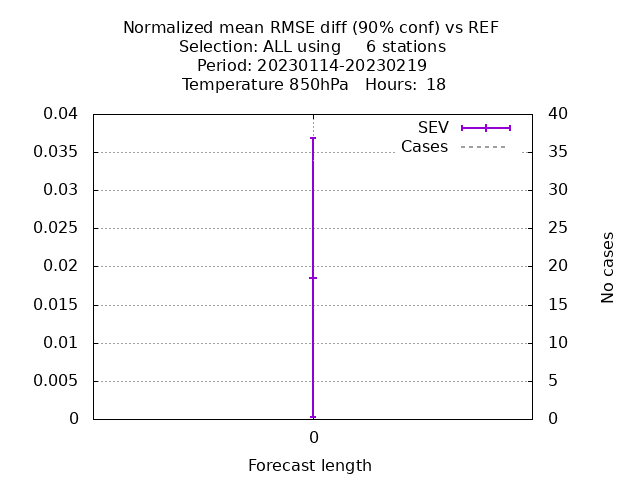 Normalized mean RMSE diff (90% conf) vs REF
Selection: ALL using     6 stations
Period: 20230114-20230219
Temperature 850hPa   Hours:  18
SEV
Cases
0.04
0.035
0.03
0.025
0.02
0.015
0.01
0.005
0
40
35
30
25
20
15
10
5
0
No cases
0
Forecast length